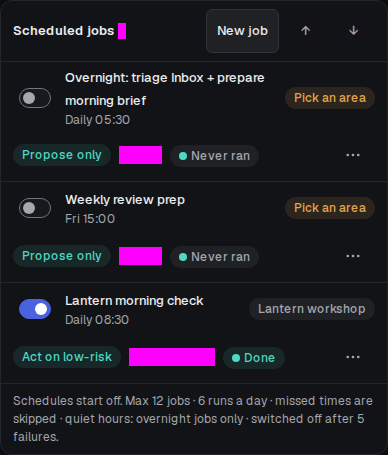 Scheduled jobs
New job ↑ ↓
Overnight: triage Inbox + prepare
morning brief
Pick an area
Daily 05:30
Propose only
Never ran
...
Weekly review prep
Pick an area
Fri 15:00
Propose only
Never ran
...
Lantern morning check
Lantern workshop
Daily 08:30
Act on low-risk
Done
...
Schedules start off. Max 12 jobs · 6 runs a day · missed times are
skipped · quiet hours: overnight jobs only · switched off after 5
failures.